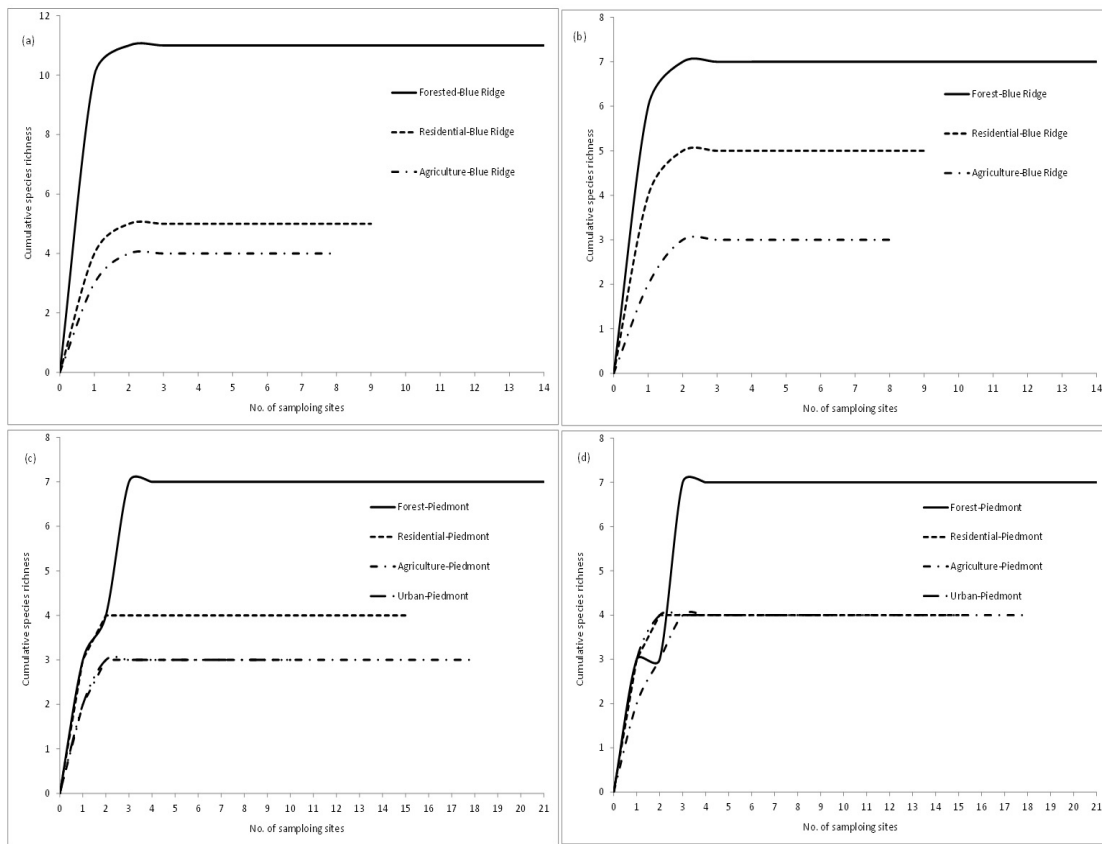 (a)
Cumulative species richness
12
10
8
6
4
2
0
Forested-Blue Ridge
Residential-Blue Ridge
Agriculture-Blue Ridge
0 1 2 3 4 5 6 7 8 9 10 11 12 13 14
No. of samploing sites
(b)
Cumulative species richness
8
7
6
5
4
3
2
1
0
Forest-Blue Ridge
Residential-Blue Ridge
Agriculture-Blue Ridge
0 1 2 3 4 5 6 7 8 9 10 11 12 13 14
No. of samploing sites
(c)
Cumulative species richness
8
7
6
5
4
3
2
1
0
Forest-Piedmont
Residential-Piedmont
Agriculture-Piedmont
Urban-Piedmont
0 1 2 3 4 5 6 7 8 9 10 11 12 13 14 15 16 17 18 19 20 21
No. of samploing sites
(d)
Cumulative species richness
8
7
6
5
4
3
2
1
0
Forest-Piedmont
Residential-Piedmont
Agriculture-Piedmont
Urban-Piedmont
0 1 2 3 4 5 6 7 8 9 10 11 12 13 14 15 16 17 18 19 20 21
No. of samploing sites